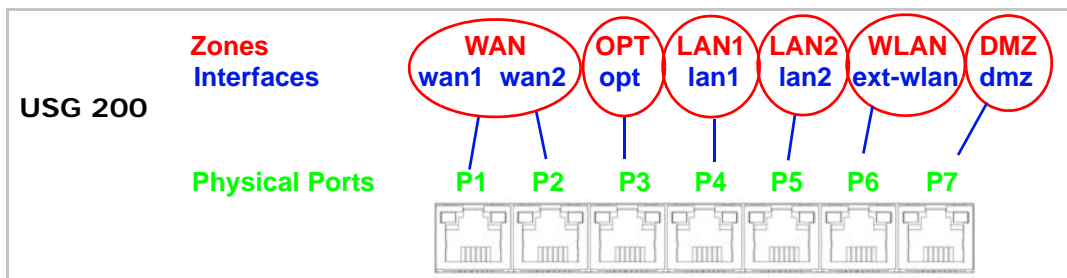 Zones WAN OPT LAN1 LAN2 WLAN DMZ
Interfaces wan1 wan2 opt lan1 lan2 ext-wlan dmz
USG 200
Physical Ports P1 P2 P3 P4 P5 P6 P7